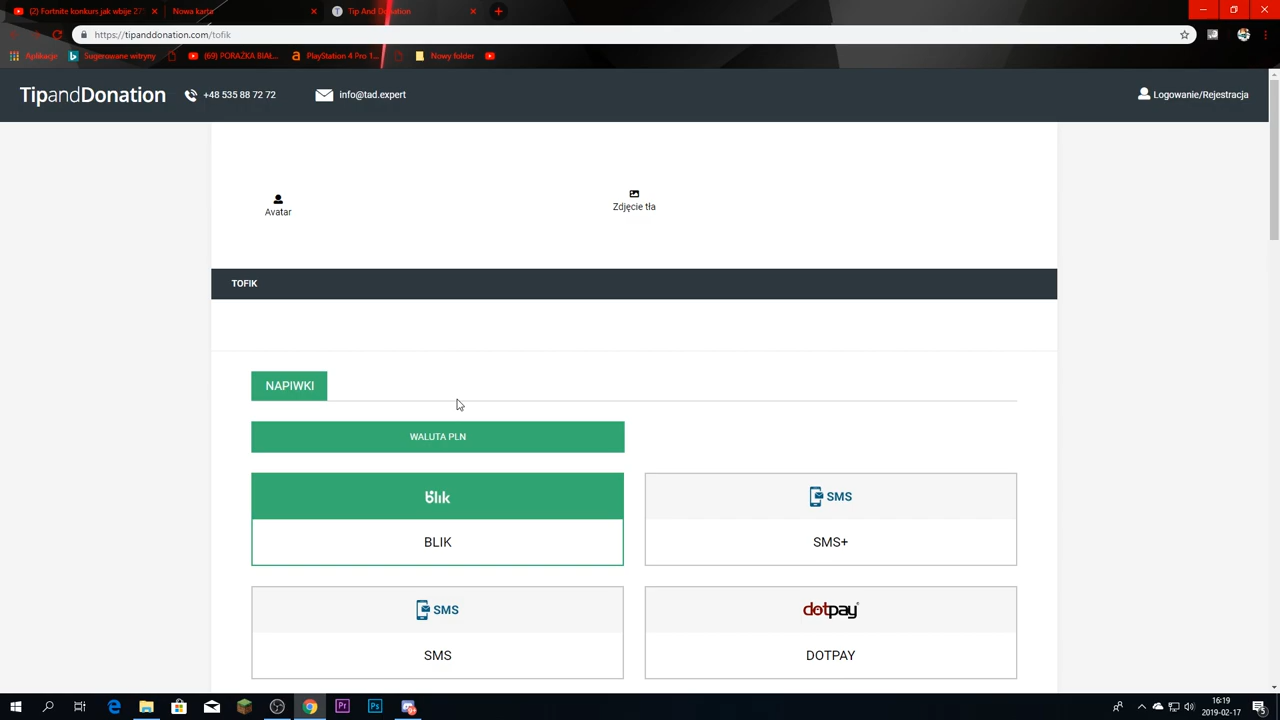 (2) Fortnite konkurs jak wbije 27
Nowa karta
Tip And Donation
https://tipanddonation.com/tofik
Aplikacje
Sugerowane witryny
(69) PORAŻKA BIAŁ...
PlayStation 4 Pro 1...
Nowy folder
TipandDonation
+48 535 88 72 72
info@tad.expert
Logowanie/Rejestracja
Avatar
Zdjęcie tła
TOFIK
NAPIWKI
WALUTA PLN
blik
SMS
BLIK
SMS+
SMS
dotpay
SMS
DOTPAY
16:19
2019-02-17